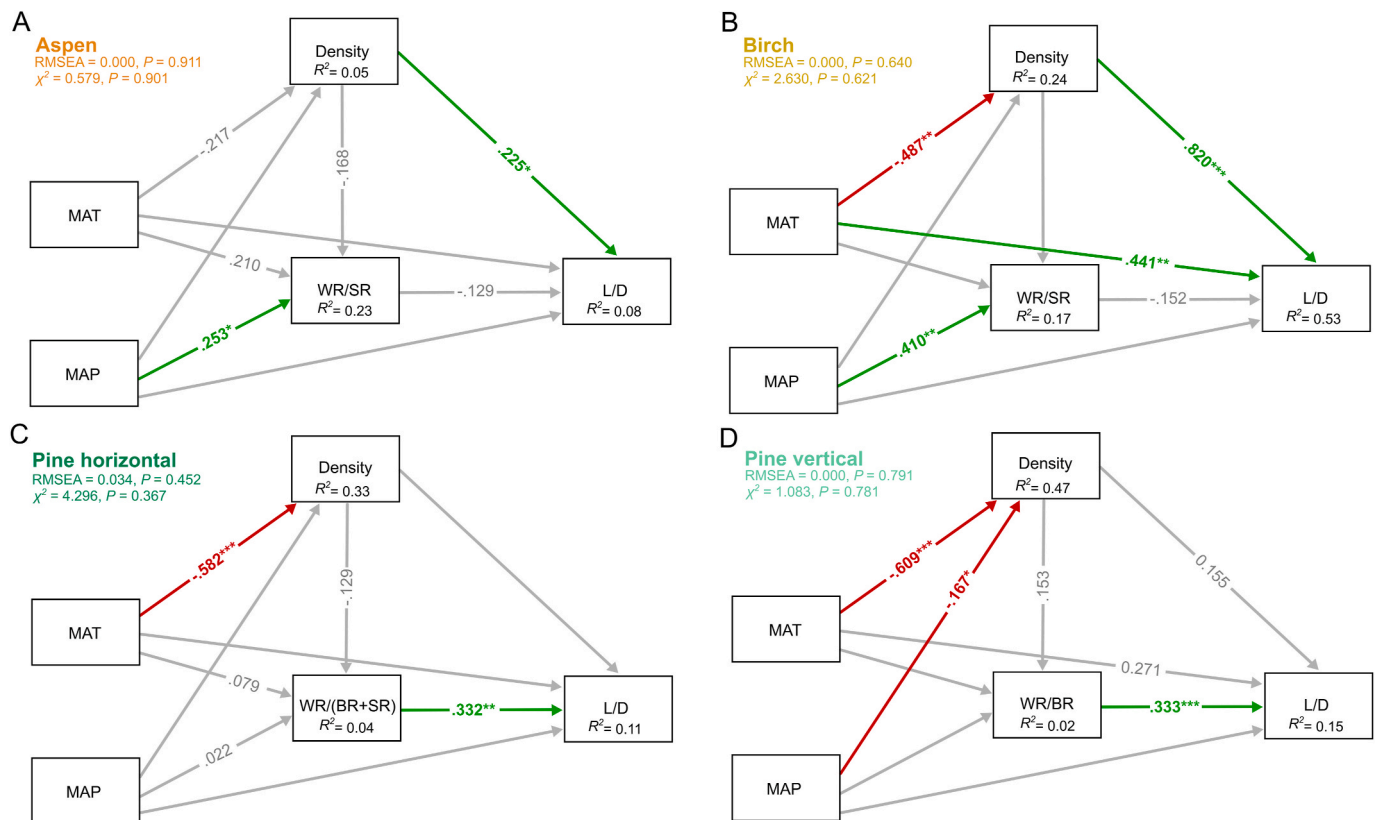 A
Aspen
RMSEA = 0.000, P = 0.911
χ² = 0.579, P = 0.901
Density
R²= 0.05
-.217
-.168
.225*
MAT
.210
WR/SR
R²= 0.23
-.129
L/D
R²= 0.08
.253*
MAP
B
Birch
RMSEA = 0.000, P = 0.640
χ² = 2.630, P = 0.621
Density
R²= 0.24
-.487**
.820***
MAT
.441**
WR/SR
R²= 0.17
-.152
L/D
R²= 0.53
.410**
MAP
C
Pine horizontal
RMSEA = 0.034, P = 0.452
χ² = 4.296, P = 0.367
Density
R²= 0.33
-.582***
-.129
MAT
.079
WR/(BR+SR)
R²= 0.04
.332**
L/D
R²= 0.11
.022
MAP
D
Pine vertical
RMSEA = 0.000, P = 0.791
χ² = 1.083, P = 0.781
Density
R²= 0.47
-.609***
-.167*
.153
0.155
MAT
0.271
WR/BR
R²= 0.02
.333***
L/D
R²= 0.15
MAP